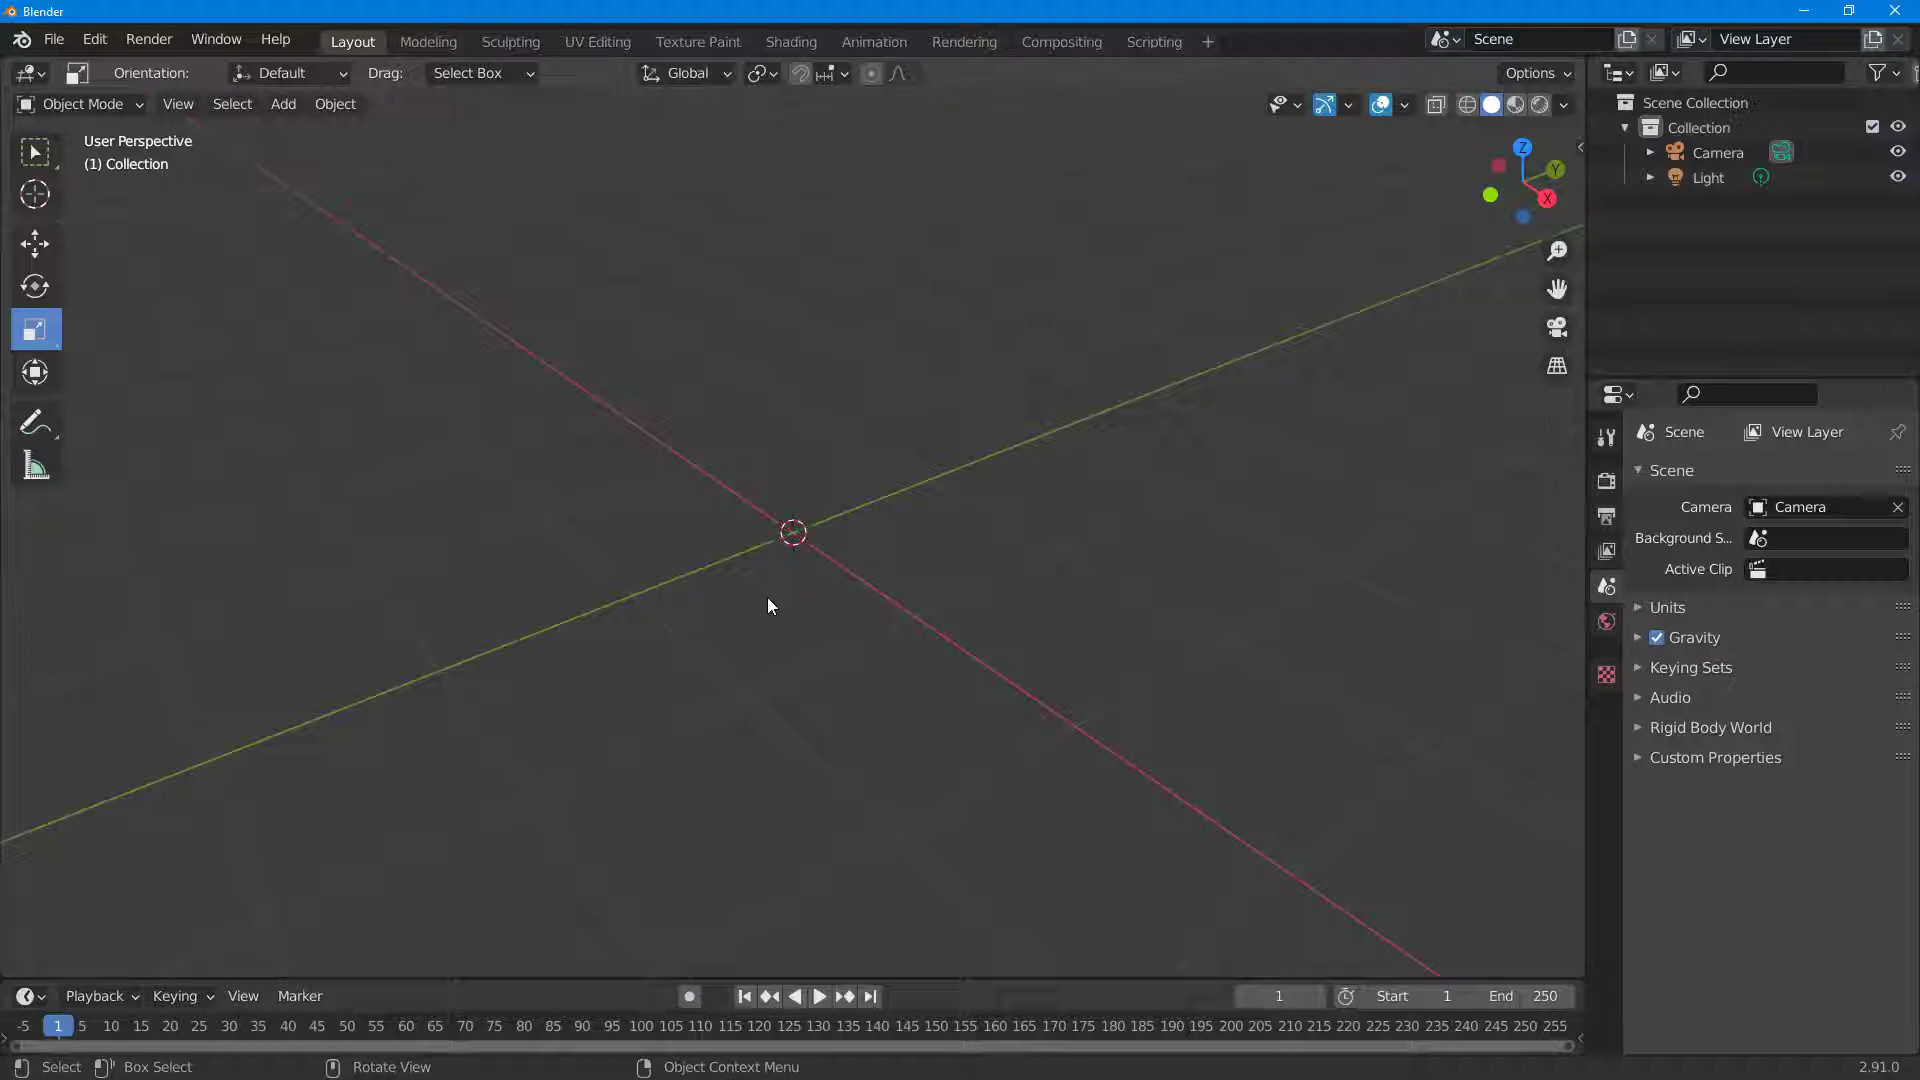 Blender
File Edit Render Window Help Layout Modeling Sculpting UV Editing Texture Paint Shading Animation Rendering Compositing Scripting + Scene View Layer
Orientation: Default Drag: Select Box Global Options
Object Mode View Select Add Object
User Perspective
(1) Collection
Z
Y
X
Scene Collection
Collection
Camera
Light
Scene View Layer
Scene
Camera Camera
Background S...
Active Clip
Units
Gravity
Keying Sets
Audio
Rigid Body World
Custom Properties
Playback Keying View Marker 1 Start 1 End 250
-5 1 5 10 15 20 25 30 35 40 45 50 55 60 65 70 75 80 85 90 95 100 105 110 115 120 125 130 135 140 145 150 155 160 165 170 175 180 185 190 195 200 205 210 215 220 225 230 235 240 245 250 255
Select Box Select Rotate View Object Context Menu 2.91.0